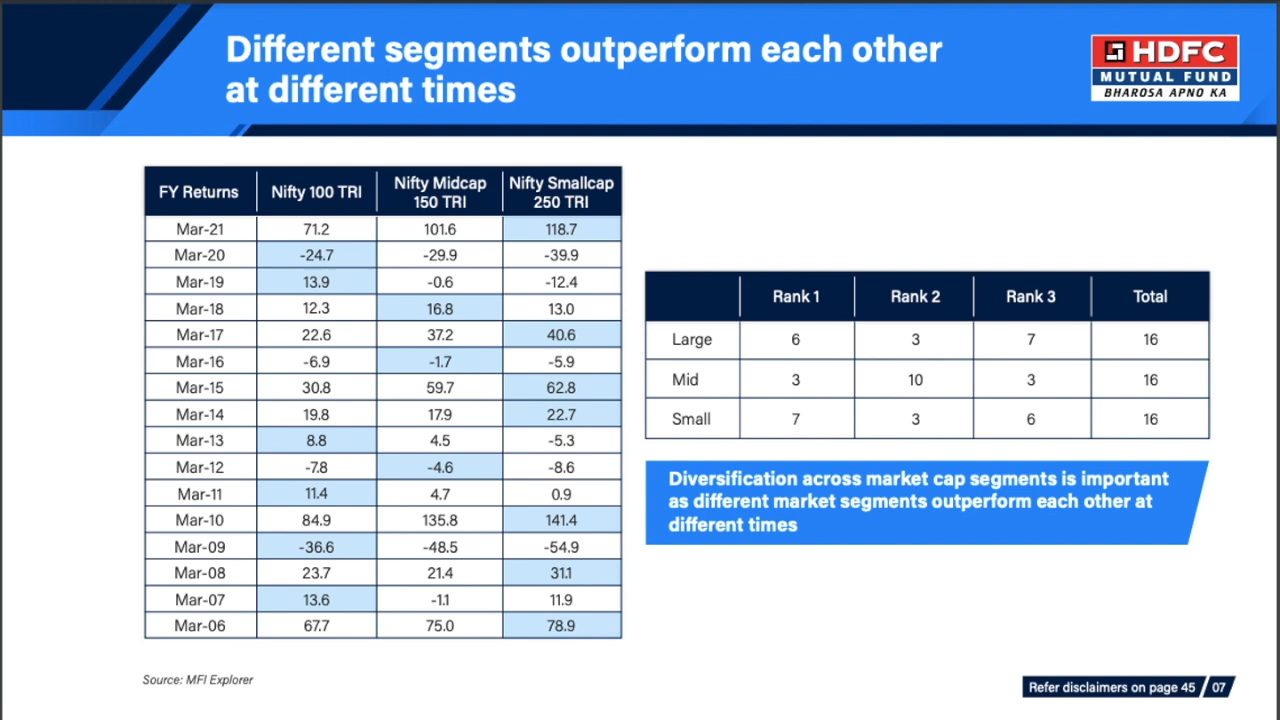 Different segments outperform each other
at different times
HDFC
MUTUAL FUND
BHAROSA APNO KA
FY Returns Nifty 100 TRI Nifty Midcap 150 TRI Nifty Smallcap 250 TRI
Mar-21 71.2 101.6 118.7
Mar-20 -24.7 -29.9 -39.9
Mar-19 13.9 -0.6 -12.4
Mar-18 12.3 16.8 13.0
Mar-17 22.6 37.2 40.6
Mar-16 -6.9 -1.7 -5.9
Mar-15 30.8 59.7 62.8
Mar-14 19.8 17.9 22.7
Mar-13 8.8 4.5 -5.3
Mar-12 -7.8 -4.6 -8.6
Mar-11 11.4 4.7 0.9
Mar-10 84.9 135.8 141.4
Mar-09 -36.6 -48.5 -54.9
Mar-08 23.7 21.4 31.1
Mar-07 13.6 -1.1 11.9
Mar-06 67.7 75.0 78.9
Rank 1 Rank 2 Rank 3 Total
Large 6 3 7 16
Mid 3 10 3 16
Small 7 3 6 16
Diversification across market cap segments is important
as different market segments outperform each other at
different times
Source: MFI Explorer
Refer disclaimers on page 45 / 07